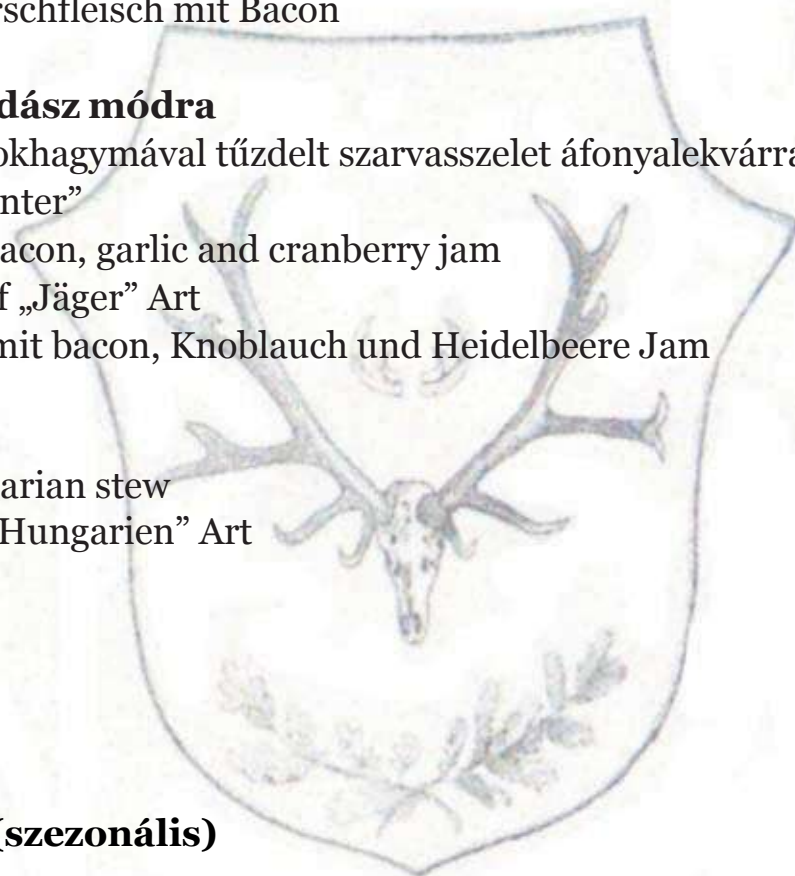 rschfleisch mit Bacon
dász módra
okhagymával tűzdelt szarvasszelet áfonyalekvárra
nter”
acon, garlic and cranberry jam
f „Jäger” Art
mit bacon, Knoblauch und Heidelbeere Jam
arian stew
Hungarien” Art
(szezonális)